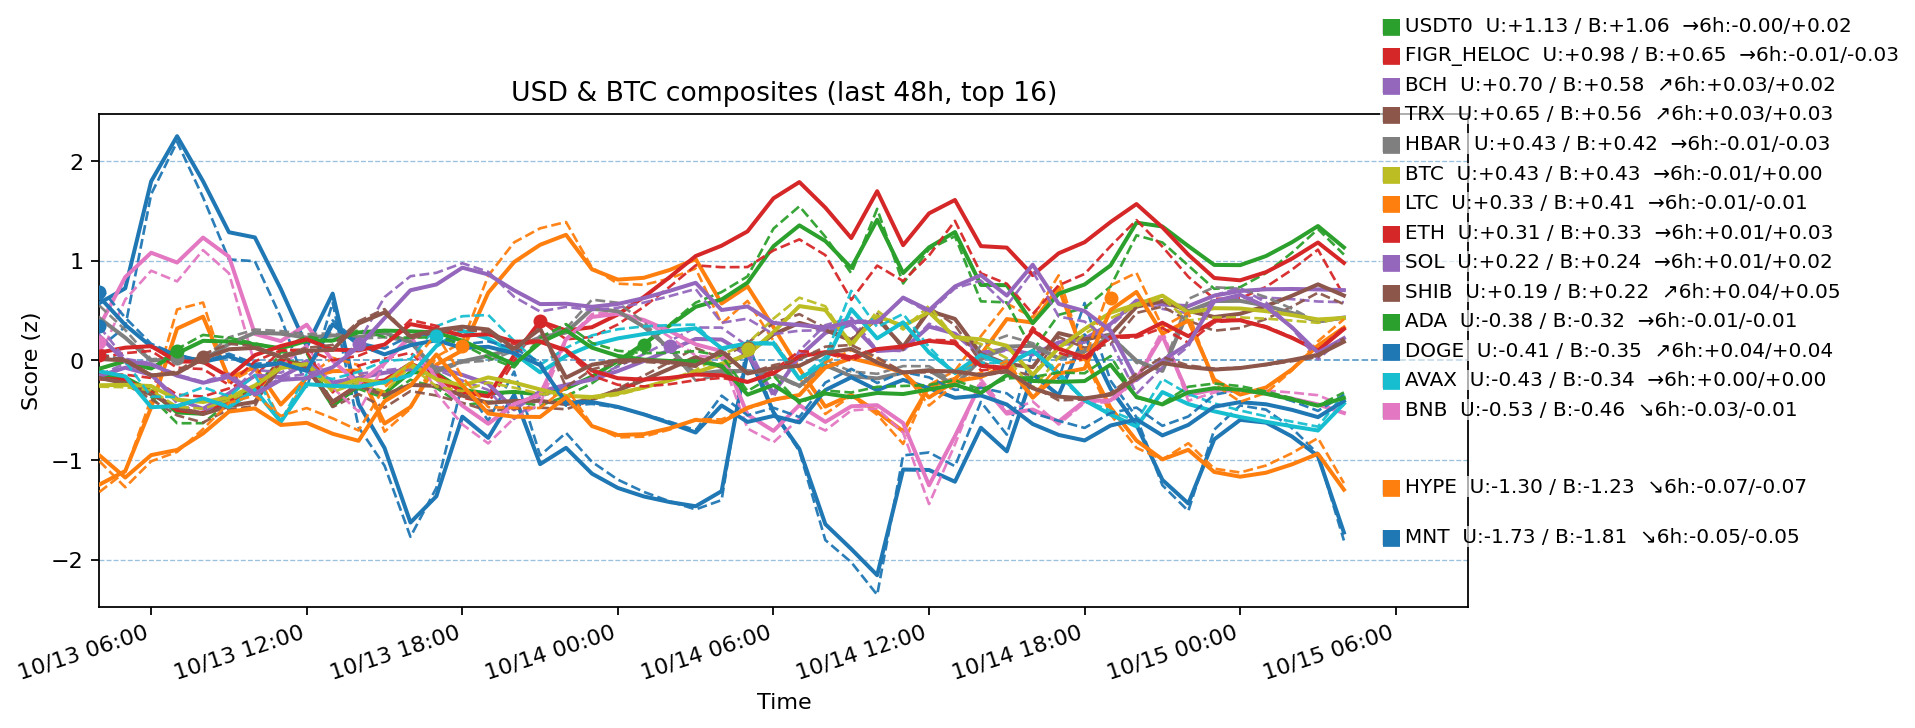 USD & BTC composites (last 48h, top 16)
USDT0 U:+1.13 / B:+1.06 →6h:-0.00/+0.02
FIGR_HELOC U:+0.98 / B:+0.65 →6h:-0.01/-0.03
BCH U:+0.70 / B:+0.58 ↗6h:+0.03/+0.02
TRX U:+0.65 / B:+0.56 ↗6h:+0.03/+0.03
HBAR U:+0.43 / B:+0.42 →6h:-0.01/-0.03
BTC U:+0.43 / B:+0.43 →6h:-0.01/+0.00
LTC U:+0.33 / B:+0.41 →6h:-0.01/-0.01
ETH U:+0.31 / B:+0.33 →6h:+0.01/+0.03
SOL U:+0.22 / B:+0.24 →6h:+0.01/+0.02
SHIB U:+0.19 / B:+0.22 ↗6h:+0.04/+0.05
ADA U:-0.38 / B:-0.32 →6h:-0.01/-0.01
DOGE U:-0.41 / B:-0.35 ↗6h:+0.04/+0.04
AVAX U:-0.43 / B:-0.34 →6h:+0.00/+0.00
BNB U:-0.53 / B:-0.46 ↘6h:-0.03/-0.01
HYPE U:-1.30 / B:-1.23 ↘6h:-0.07/-0.07
MNT U:-1.73 / B:-1.81 ↘6h:-0.05/-0.05
Score (z)
2
1
0
−1
−2
10/13 06:00
10/13 12:00
10/13 18:00
10/14 00:00
10/14 06:00
10/14 12:00
10/14 18:00
10/15 00:00
10/15 06:00
Time